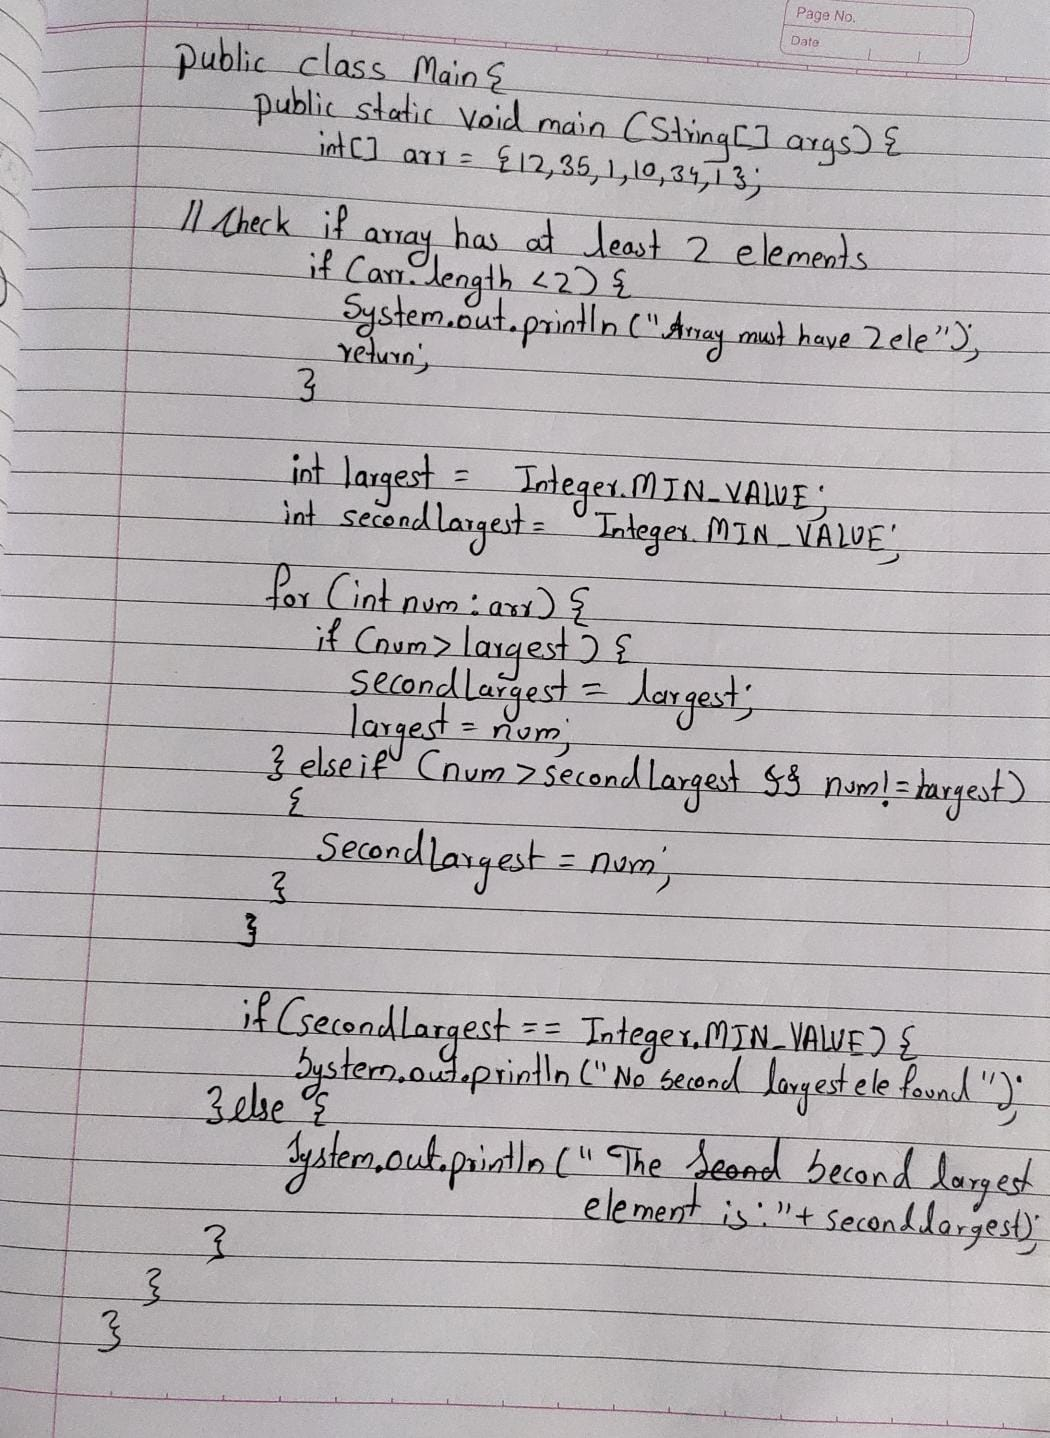 Page No.
Date
public class Main{
public static void main (String[] args) {
int[] arr = {12,35,1,10,34,1};
// Check if array has at least 2 elements
if (arr.length <2) {
System.out.println ("Array must have 2 ele");
return;
}
int largest = Integer.MIN_VALUE;
int secondLargest = Integer.MIN_VALUE;
for (int num : arr) {
if (num > largest) {
secondLargest = largest;
largest = num;
} else if (num > secondLargest && num != largest)
{
SecondLargest = num;
}
}
if (secondLargest == Integer.MIN_VALUE) {
System.out.println ("No second largest ele found");
} else {
System.out.println (" The second largest
element is : "+ secondlargest);
}
}
}